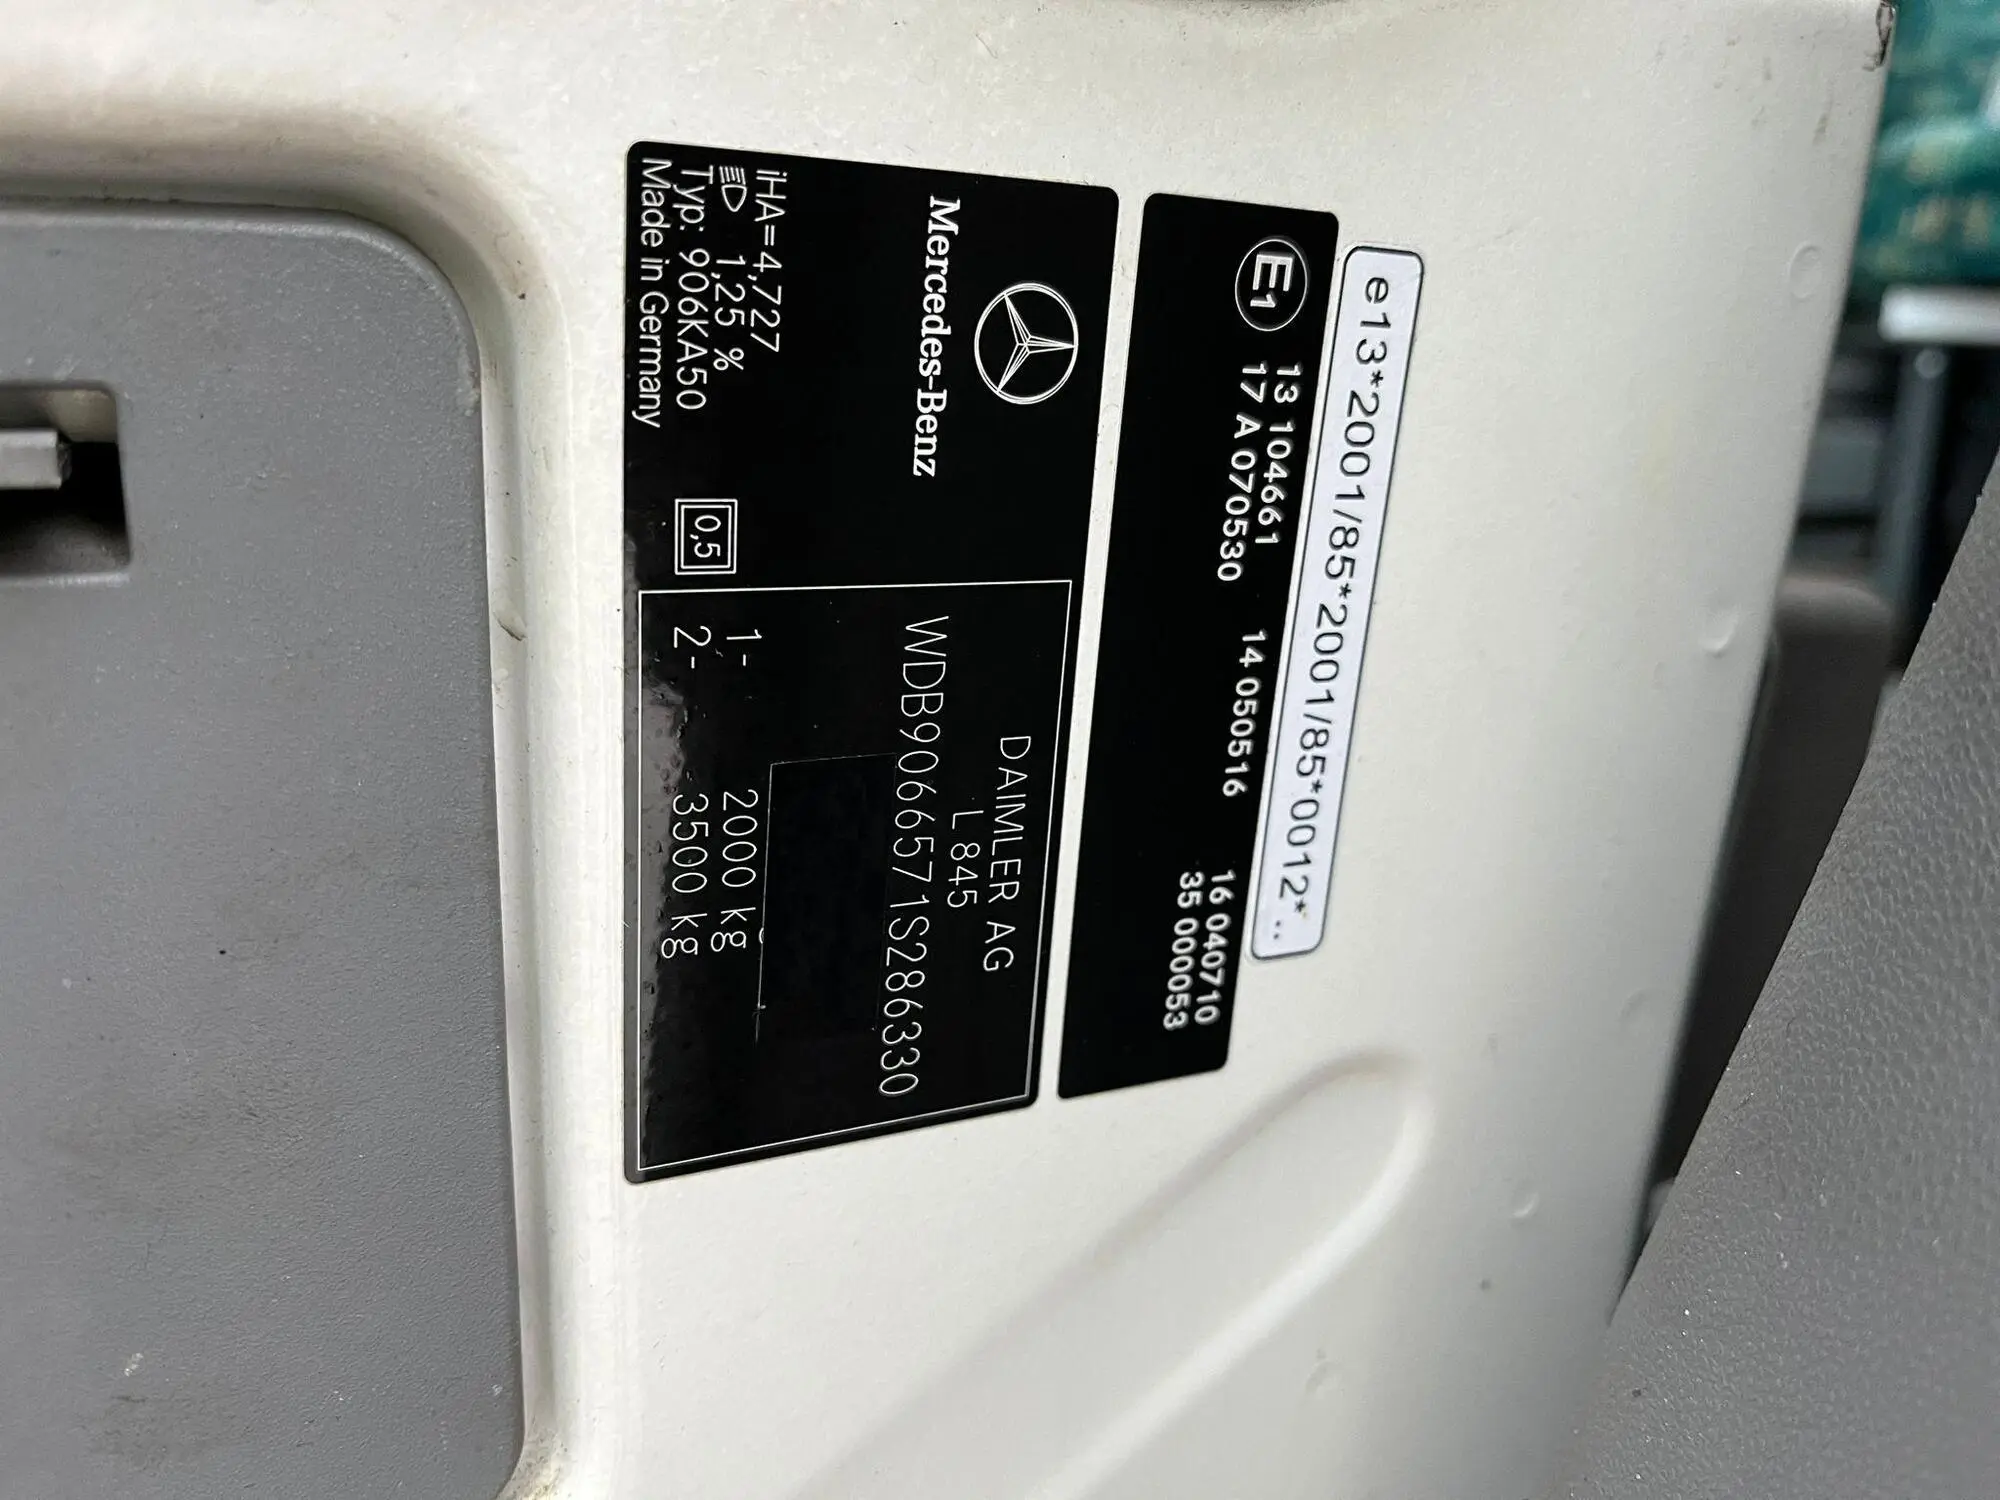 e13*2001/85*2001/85*0012*..
E1
13 104661
17 A 070530
14 050516
16 040710
35 000053
Mercedes-Benz
DAIMLER AG
L 845
WDB9066571S286330
iHA=4,727
1,25 %
Typ: 906KA50
Made in Germany
0,5
1- 2000 kg
2- 3500 kg